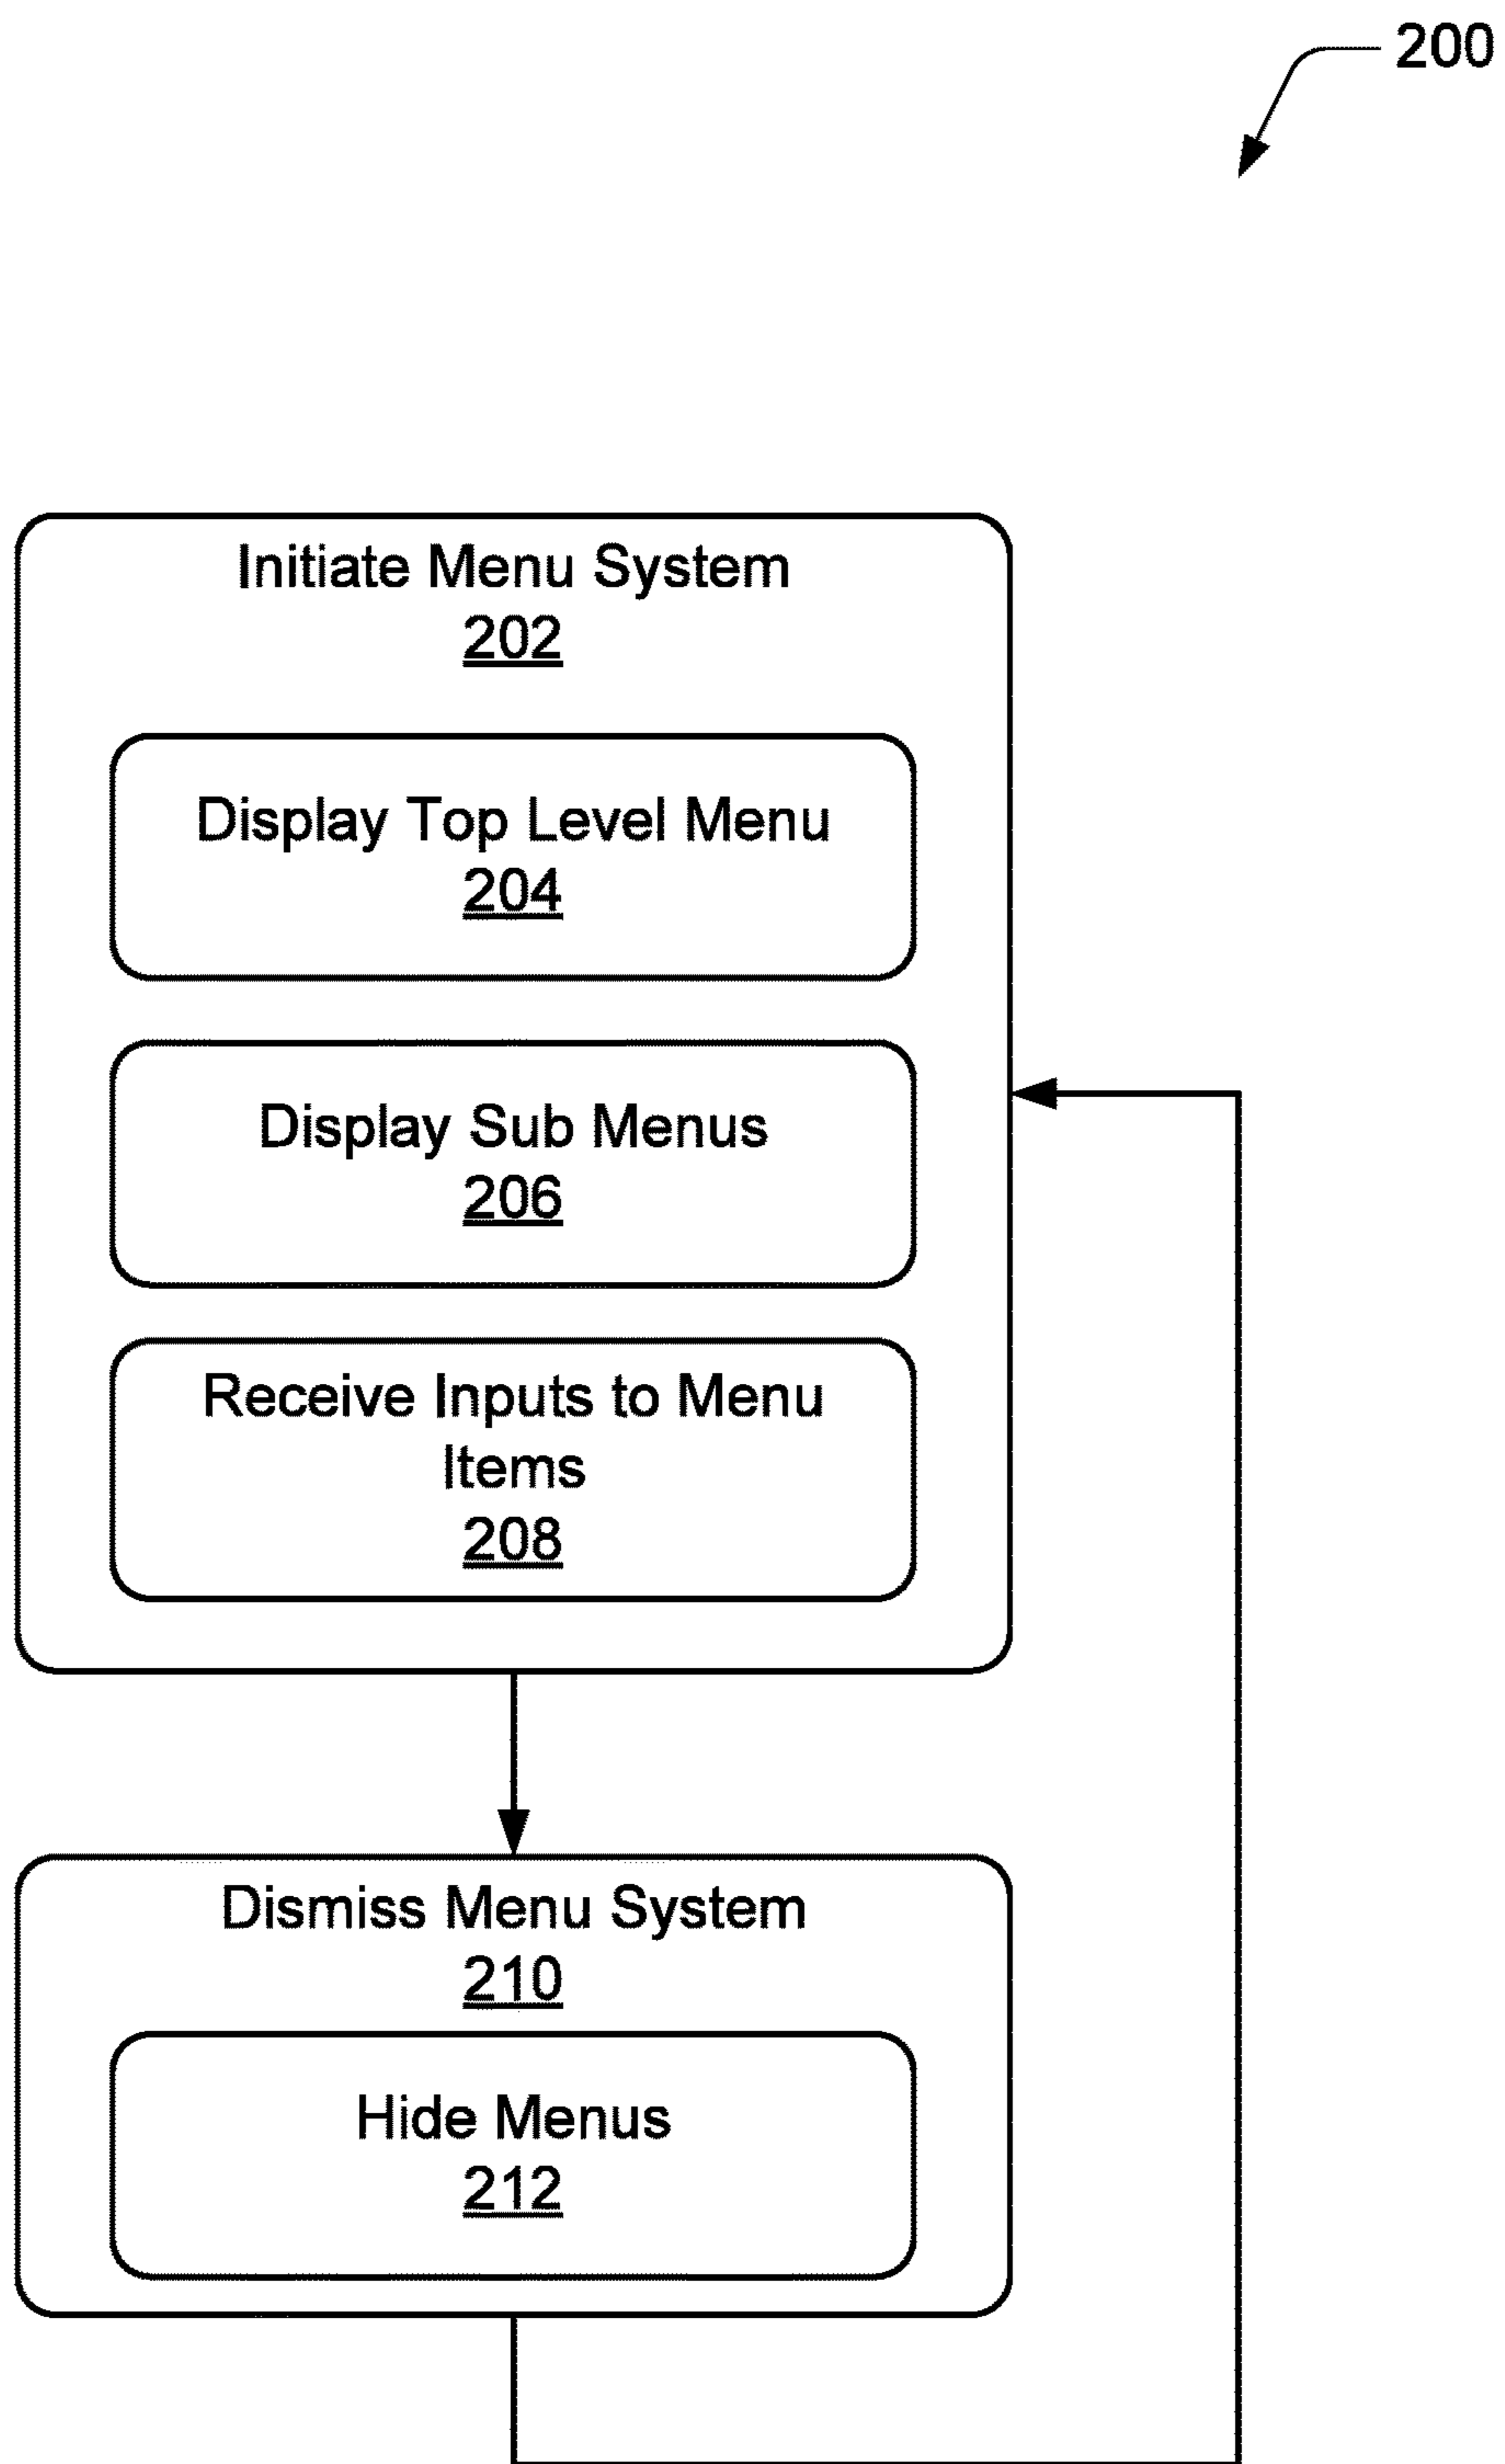 200
Initiate Menu System
202
Display Top Level Menu
204
Display Sub Menus
206
Receive Inputs to Menu
Items
208
Dismiss Menu System
210
Hide Menus
212